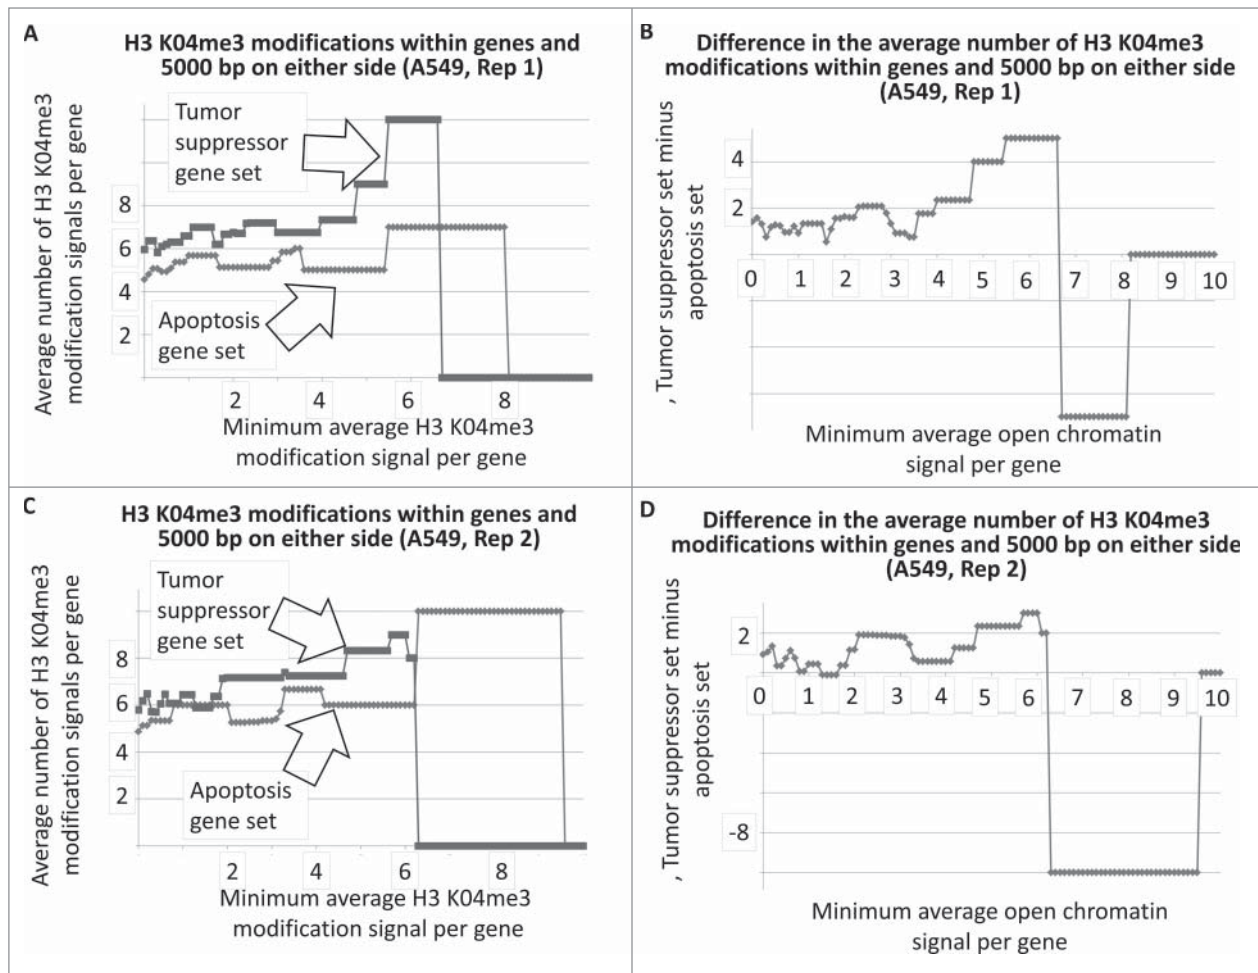 A
H3 K04me3 modifications within genes and
5000 bp on either side (A549, Rep 1)
Average number of H3 K04me3
modification signals per gene
Tumor
suppressor
gene set
8
6
4
2
Apoptosis
gene set
2 4 6 8
Minimum average H3 K04me3
modification signal per gene
B
Difference in the average number of H3 K04me3
modifications within genes and 5000 bp on either side
(A549, Rep 1)
, Tumor suppressor set minus
apoptosis set
4
2
0 1 2 3 4 5 6 7 8 9 10
Minimum average open chromatin
signal per gene
C
H3 K04me3 modifications within genes and
5000 bp on either side (A549, Rep 2)
Average number of H3 K04me3
modification signals per gene
Tumor
suppressor
gene set
8
6
4
2
Apoptosis
gene set
2 4 6 8
Minimum average H3 K04me3
modification signal per gene
D
Difference in the average number of H3 K04me3
modifications within genes and 5000 bp on either side
(A549, Rep 2)
, Tumor suppressor set minus
apoptosis set
2
0 1 2 3 4 5 6 7 8 9 10
-8
Minimum average open chromatin
signal per gene